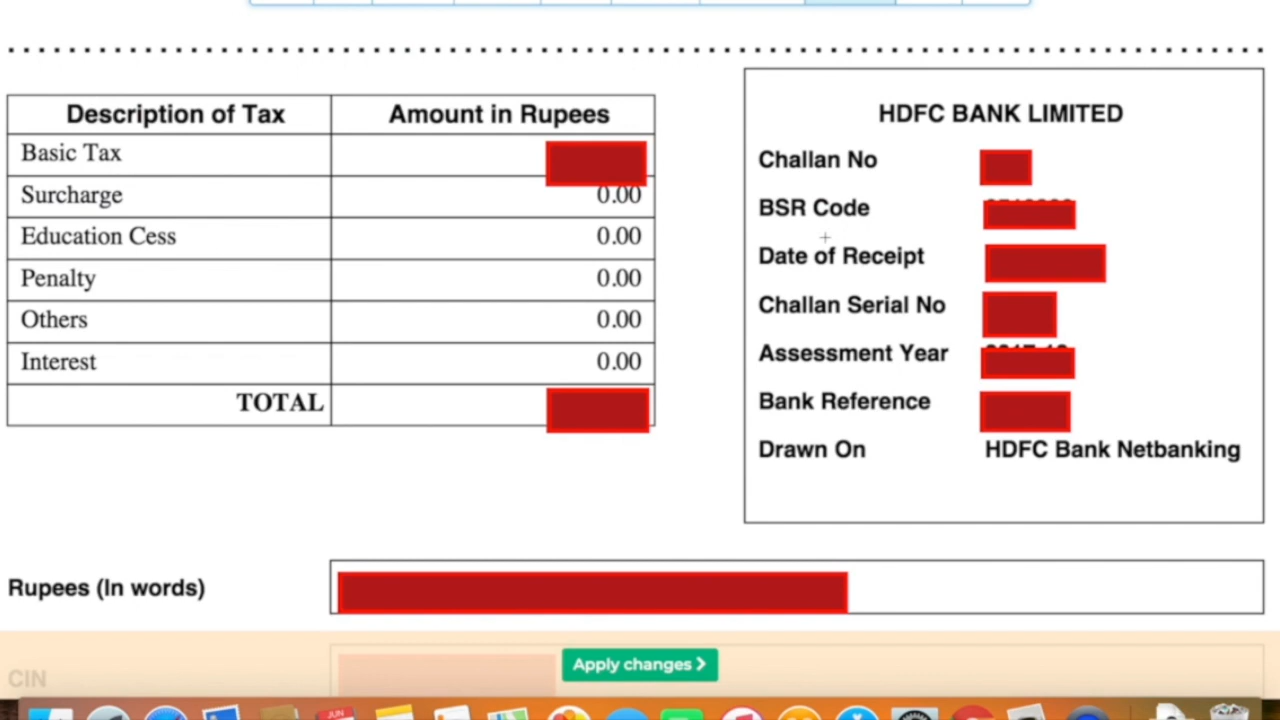 Description of Tax Amount in Rupees
Basic Tax
Surcharge 0.00
Education Cess 0.00
Penalty 0.00
Others 0.00
Interest 0.00
TOTAL
HDFC BANK LIMITED
Challan No
BSR Code
Date of Receipt
Challan Serial No
Assessment Year
Bank Reference
Drawn On HDFC Bank Netbanking
Rupees (In words)
CIN
Apply changes >
JUN